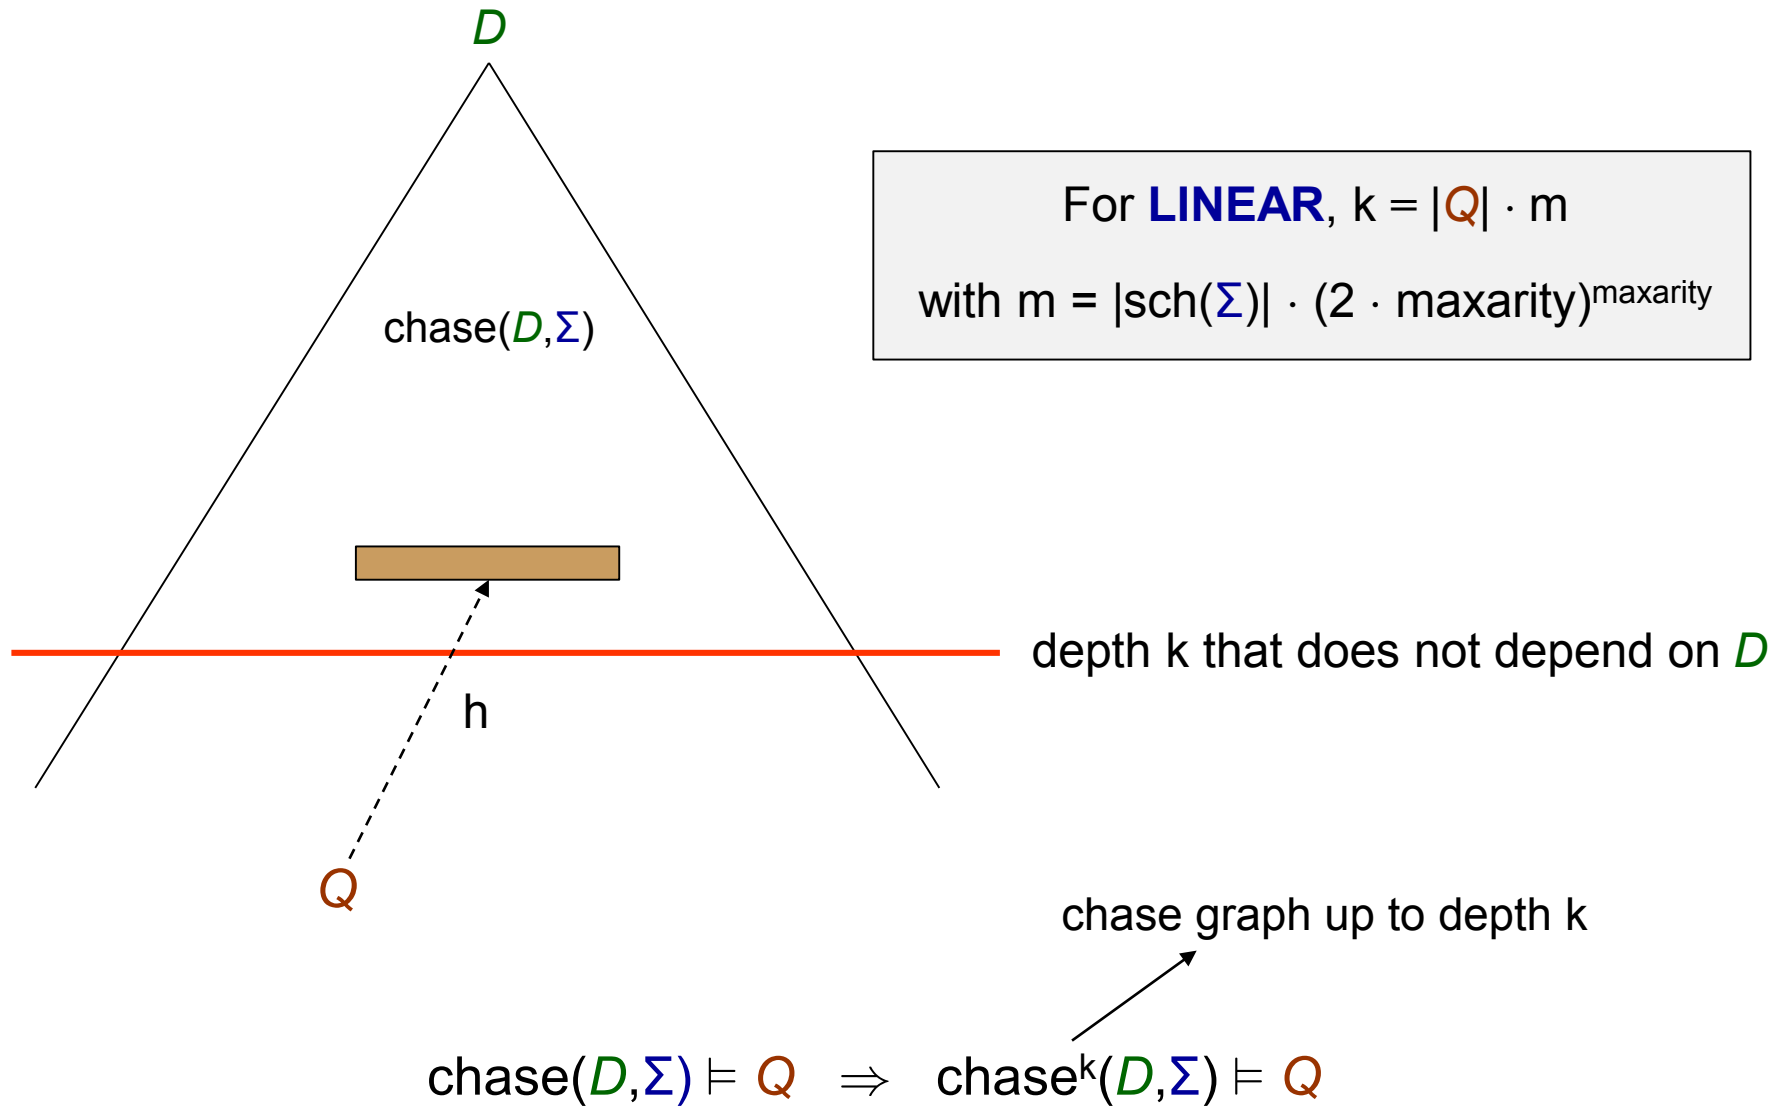 D
For LINEAR, k = |Q| · m
with m = |sch(Σ)| · (2 · maxarity)^maxarity
chase(D,Σ)
depth k that does not depend on D
h
Q
chase graph up to depth k
chase(D,Σ) ⊨ Q ⇒ chase^k(D,Σ) ⊨ Q